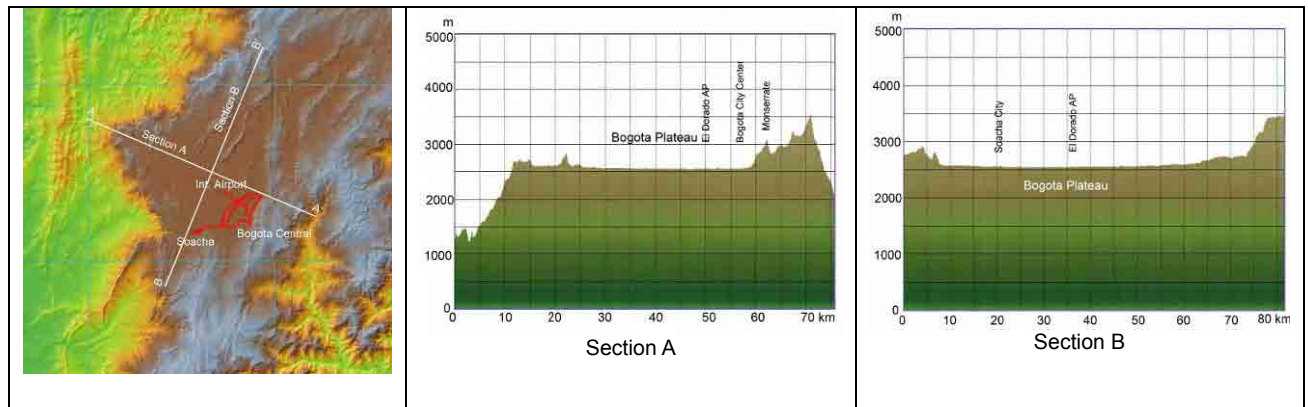 B
Section B
A
Section A
Int. Airport
A'
Soacha
Bogota Central
B
m
5000
4000
3000
2000
1000
0
El Dorado AP
Bogota City Center
Monserrate
Bogota Plateau
0 10 20 30 40 50 60 70 km
Section A
m
5000
4000
3000
2000
1000
0
Soacha City
El Dorado AP
Bogota Plateau
0 10 20 30 40 50 60 70 80 km
Section B